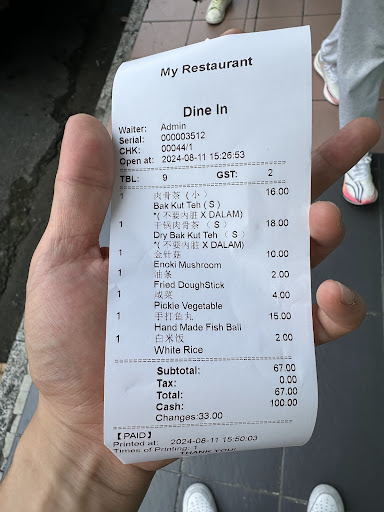 My Restaurant
Dine In
Waiter: Admin
Serial: 000003512
CHK: 00044/1
Open at: 2024-08-11 15:26:53
TBL: 9 GST: 2
1 肉骨茶（小） 16.00
Bak Kut Teh ( S )
*( 不要内脏 X DALAM)
1 干锅肉骨茶 （ S ） 18.00
Dry Bak Kut Teh （ S ）
*( 不要内脏 X DALAM)
1 金针菇 10.00
Enoki Mushroom
1 油条 2.00
Fried DoughStick
1 咸菜 4.00
Pickle Vegetable
1 手打鱼丸 15.00
Hand Made Fish Ball
1 白米饭 2.00
White Rice
Subtotal: 67.00
Tax: 0.00
Total: 67.00
Cash: 100.00
Changes:33.00
【PAID】
Printed at: 2024-08-11 15:50:03
Times of Printing: 1
THANK YOU!